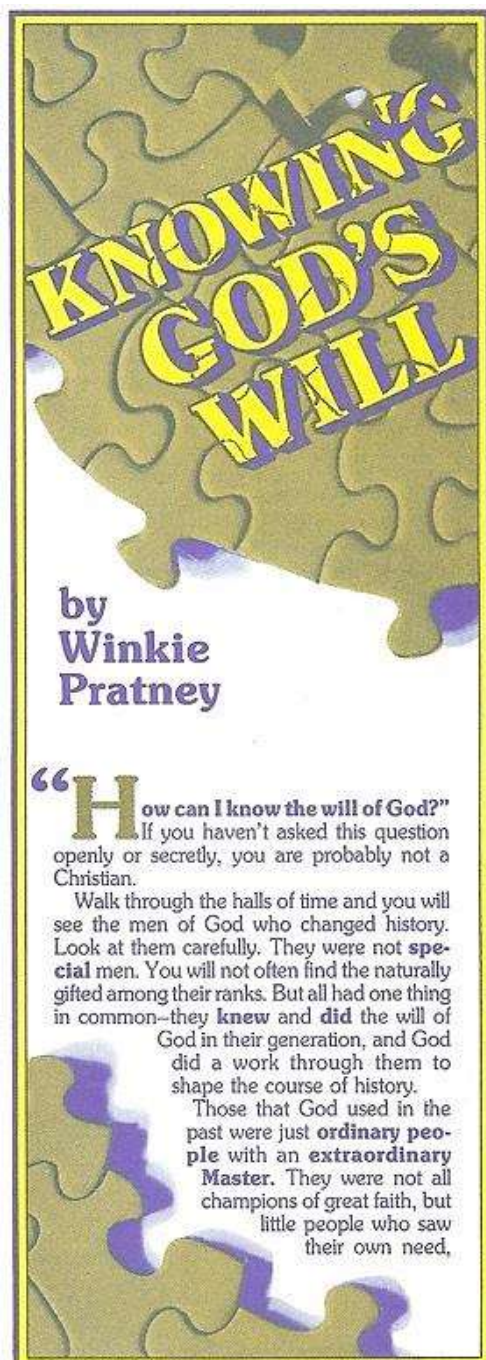 KNOWING
GOD'S
WILL
by
Winkie
Pratney
"How can I know the will of God?"
If you haven't asked this question
openly or secretly, you are probably not a
Christian.
Walk through the halls of time and you will
see the men of God who changed history.
Look at them carefully. They were not spe-
cial men. You will not often find the naturally
gifted among their ranks. But all had one thing
in common–they knew and did the will of
God in their generation, and God
did a work through them to
shape the course of history.
Those that God used in the
past were just ordinary peo-
ple with an extraordinary
Master. They were not all
champions of great faith, but
little people who saw
their own need,